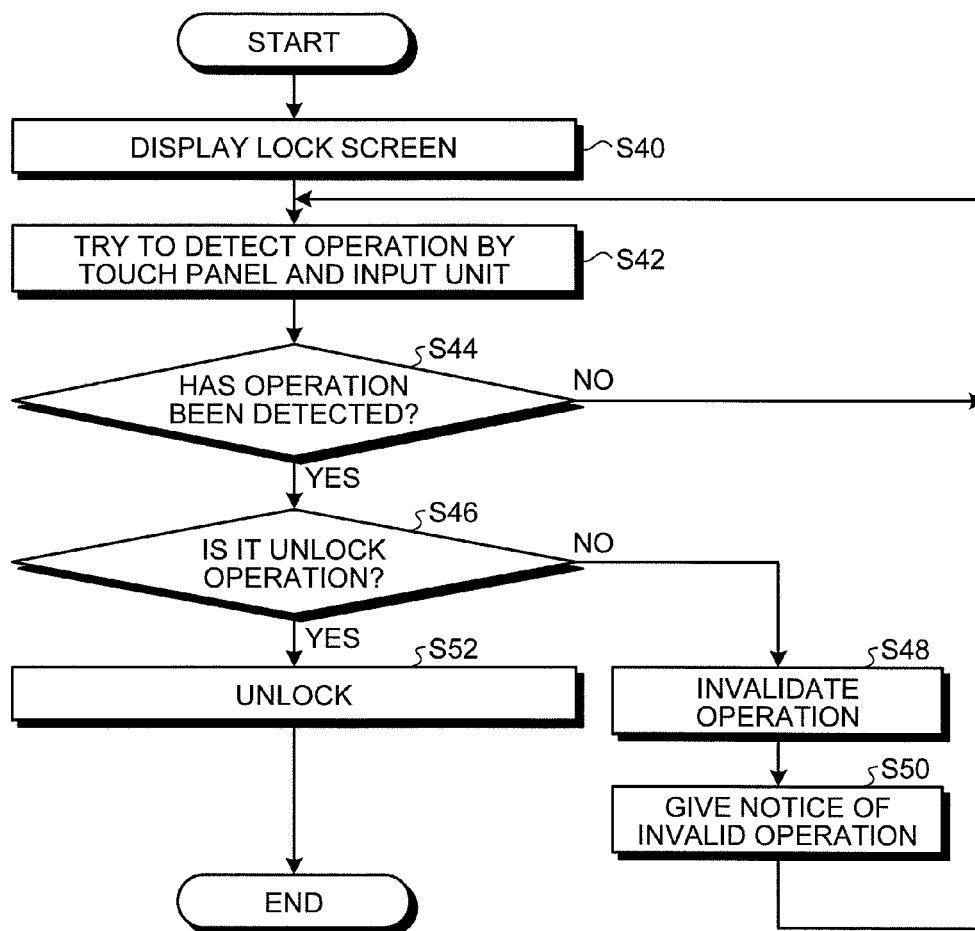 START
DISPLAY LOCK SCREEN
S40
TRY TO DETECT OPERATION BY
TOUCH PANEL AND INPUT UNIT
S42
S44
HAS OPERATION
BEEN DETECTED?
NO
YES
S46
IS IT UNLOCK
OPERATION?
NO
YES
S52
UNLOCK
S48
INVALIDATE
OPERATION
S50
GIVE NOTICE OF
INVALID OPERATION
END